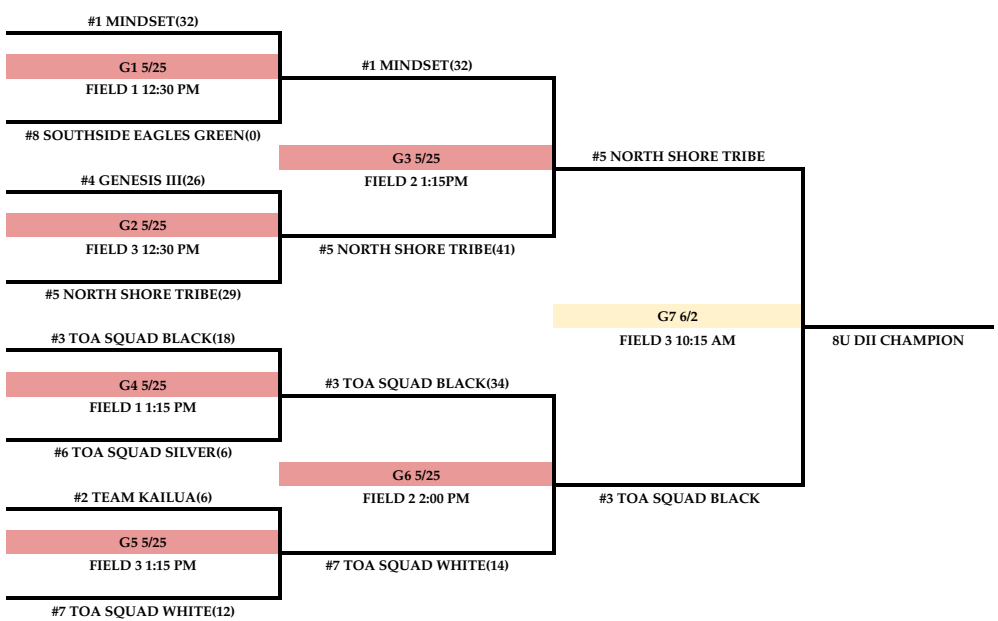 #1 MINDSET(32)
G1 5/25
FIELD 1 12:30 PM
#8 SOUTHSIDE EAGLES GREEN(0)
#4 GENESIS III(26)
G2 5/25
FIELD 3 12:30 PM
#5 NORTH SHORE TRIBE(29)
#3 TOA SQUAD BLACK(18)
G4 5/25
FIELD 1 1:15 PM
#6 TOA SQUAD SILVER(6)
#2 TEAM KAILUA(6)
G5 5/25
FIELD 3 1:15 PM
#7 TOA SQUAD WHITE(12)
#1 MINDSET(32)
G3 5/25
FIELD 2 1:15PM
#5 NORTH SHORE TRIBE(41)
#3 TOA SQUAD BLACK(34)
G6 5/25
FIELD 2 2:00 PM
#7 TOA SQUAD WHITE(14)
#5 NORTH SHORE TRIBE
G7 6/2
FIELD 3 10:15 AM
#3 TOA SQUAD BLACK
8U DII CHAMPION